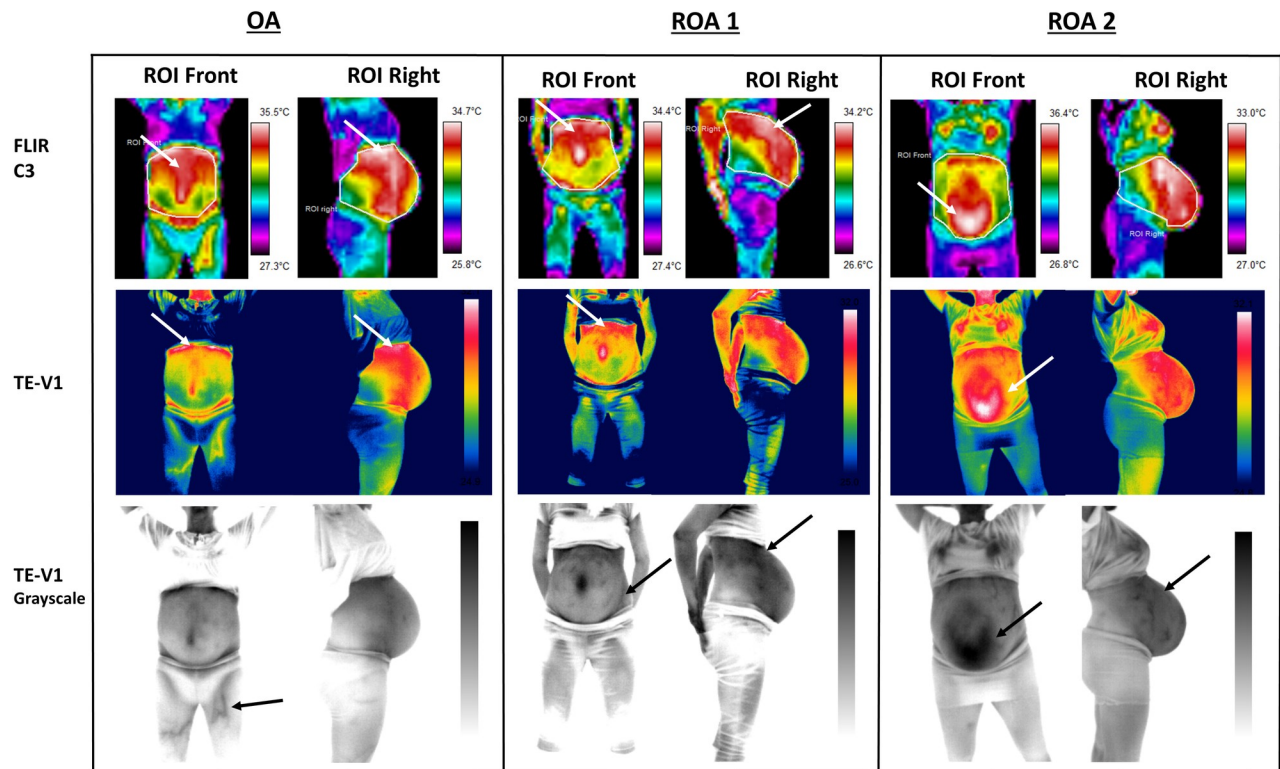 OA
ROA 1
ROA 2
ROI Front
ROI Right
ROI Front
ROI Right
ROI Front
ROI Right
FLIR
C3
35.5°C
ROI Front
27.3°C
34.7°C
ROI right
25.8°C
34.4°C
ROI Front
27.4°C
34.2°C
ROI Right
26.6°C
36.4°C
ROI Front
26.8°C
33.0°C
ROI Right
27.0°C
TE-V1
TE-V1
Grayscale